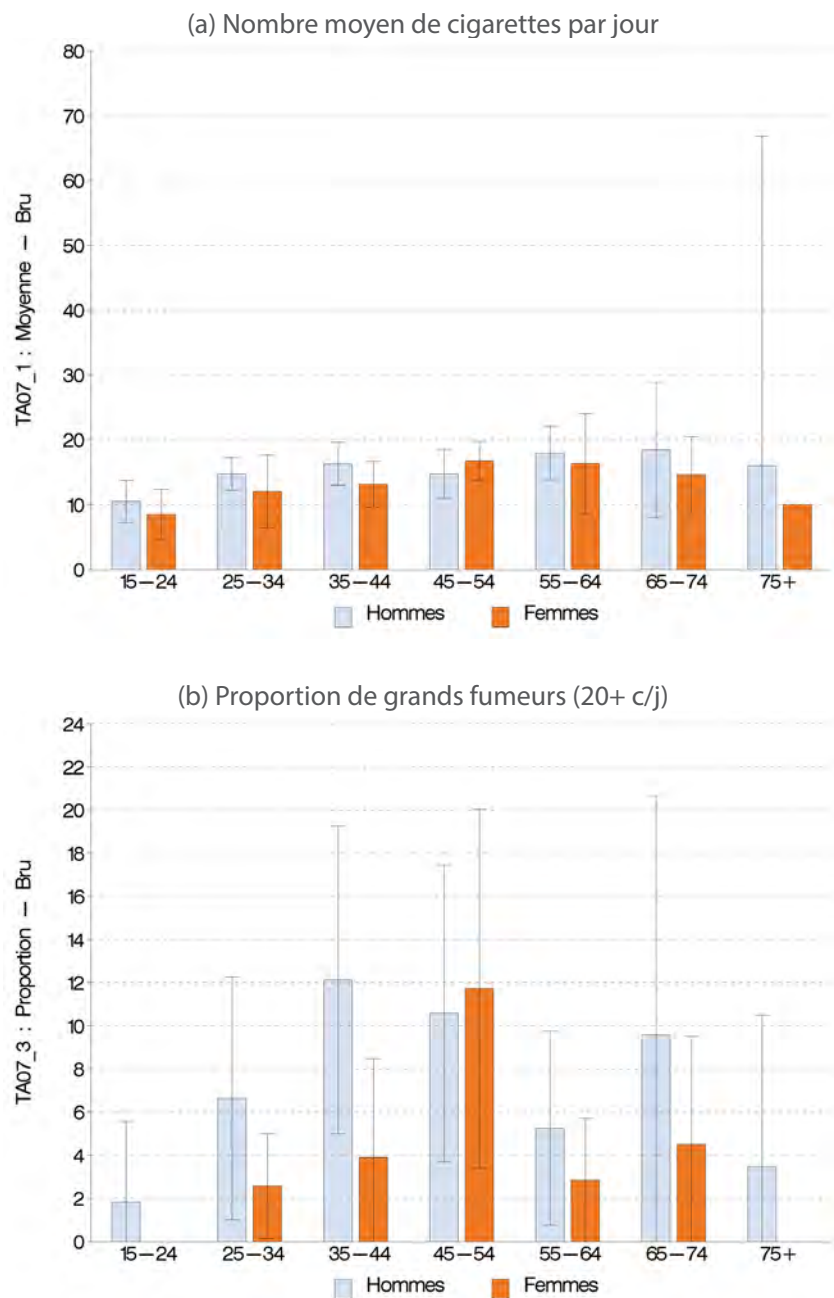 (a) Nombre moyen de cigarettes par jour
80
70
60
50
40
30
20
10
0
TA07_1 : Moyenne – Bru
15–24 25–34 35–44 45–54 55–64 65–74 75+
Hommes Femmes
(b) Proportion de grands fumeurs (20+ c/j)
24
22
20
18
16
14
12
10
8
6
4
2
0
TA07_3 : Proportion – Bru
15–24 25–34 35–44 45–54 55–64 65–74 75+
Hommes Femmes